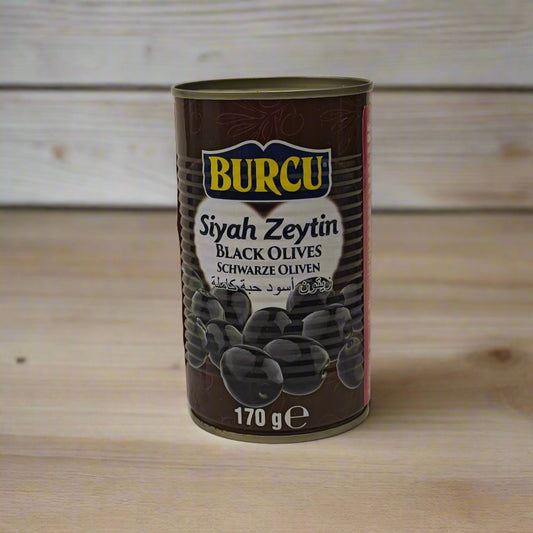 BURCU
Siyah Zeytin
BLACK OLIVES
SCHWARZE OLIVEN
زيتون أسود حبة كاملة
170 g℮